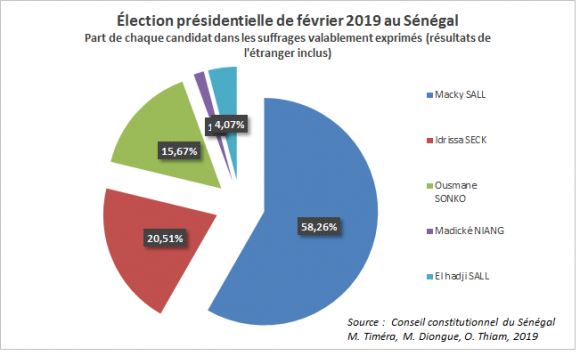 Élection présidentielle de février 2019 au Sénégal
Part de chaque candidat dans les suffrages valablement exprimés (résultats de
l'étranger inclus)
Macky SALL
4,07%
15,67%
Idrissa SECK
Ousmane
SONKO
58,26%
Madické NIANG
20,51%
El hadji SALL
Source : Conseil constitutionnel du Sénégal
M. Timéra, M. Diongue, O. Thiam, 2019